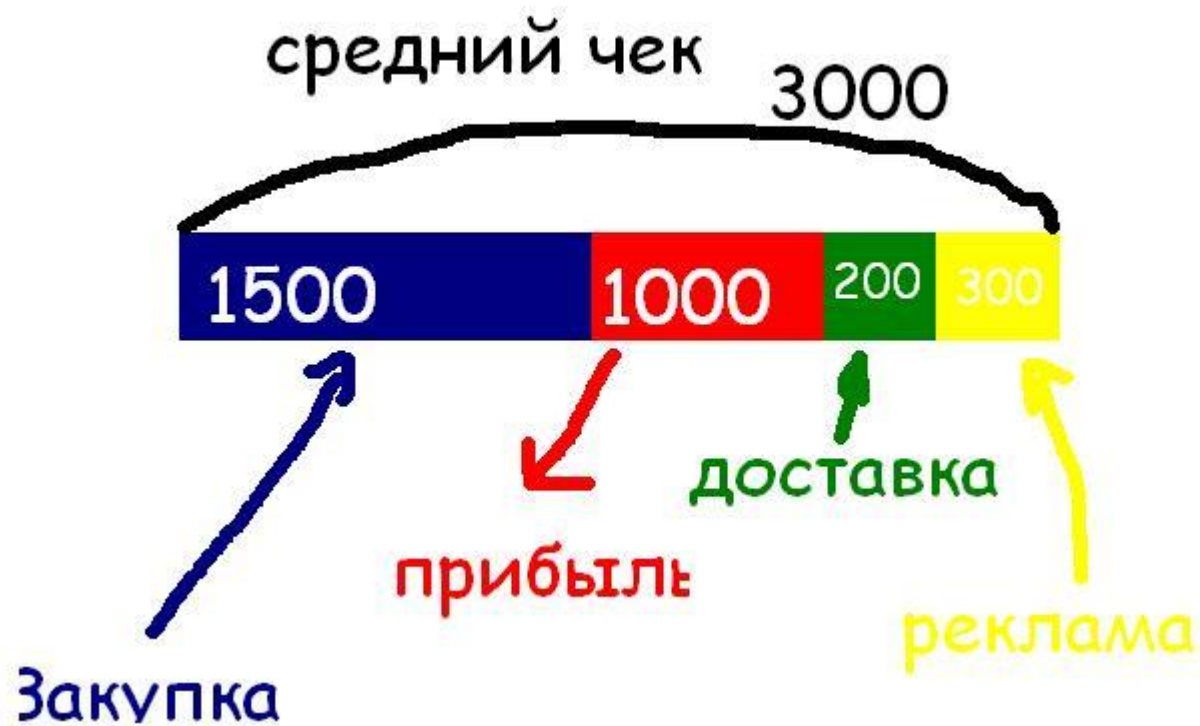 средний чек
3000
1500
1000
200
300
доставка
прибыль
реклама
Закупка